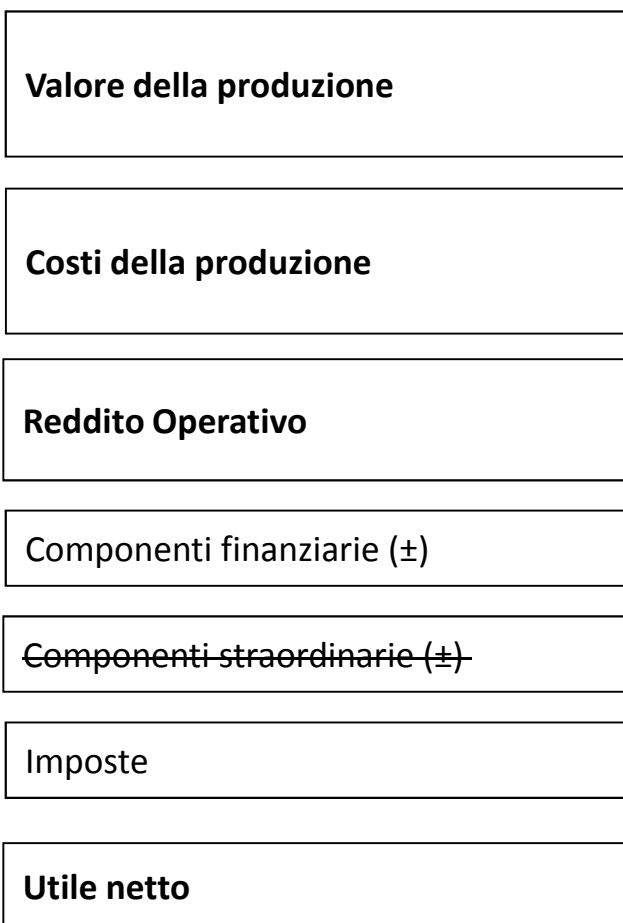 Valore della produzione
Costi della produzione
Reddito Operativo
Componenti finanziarie (±)
Componenti straordinarie (±)
Imposte
Utile netto